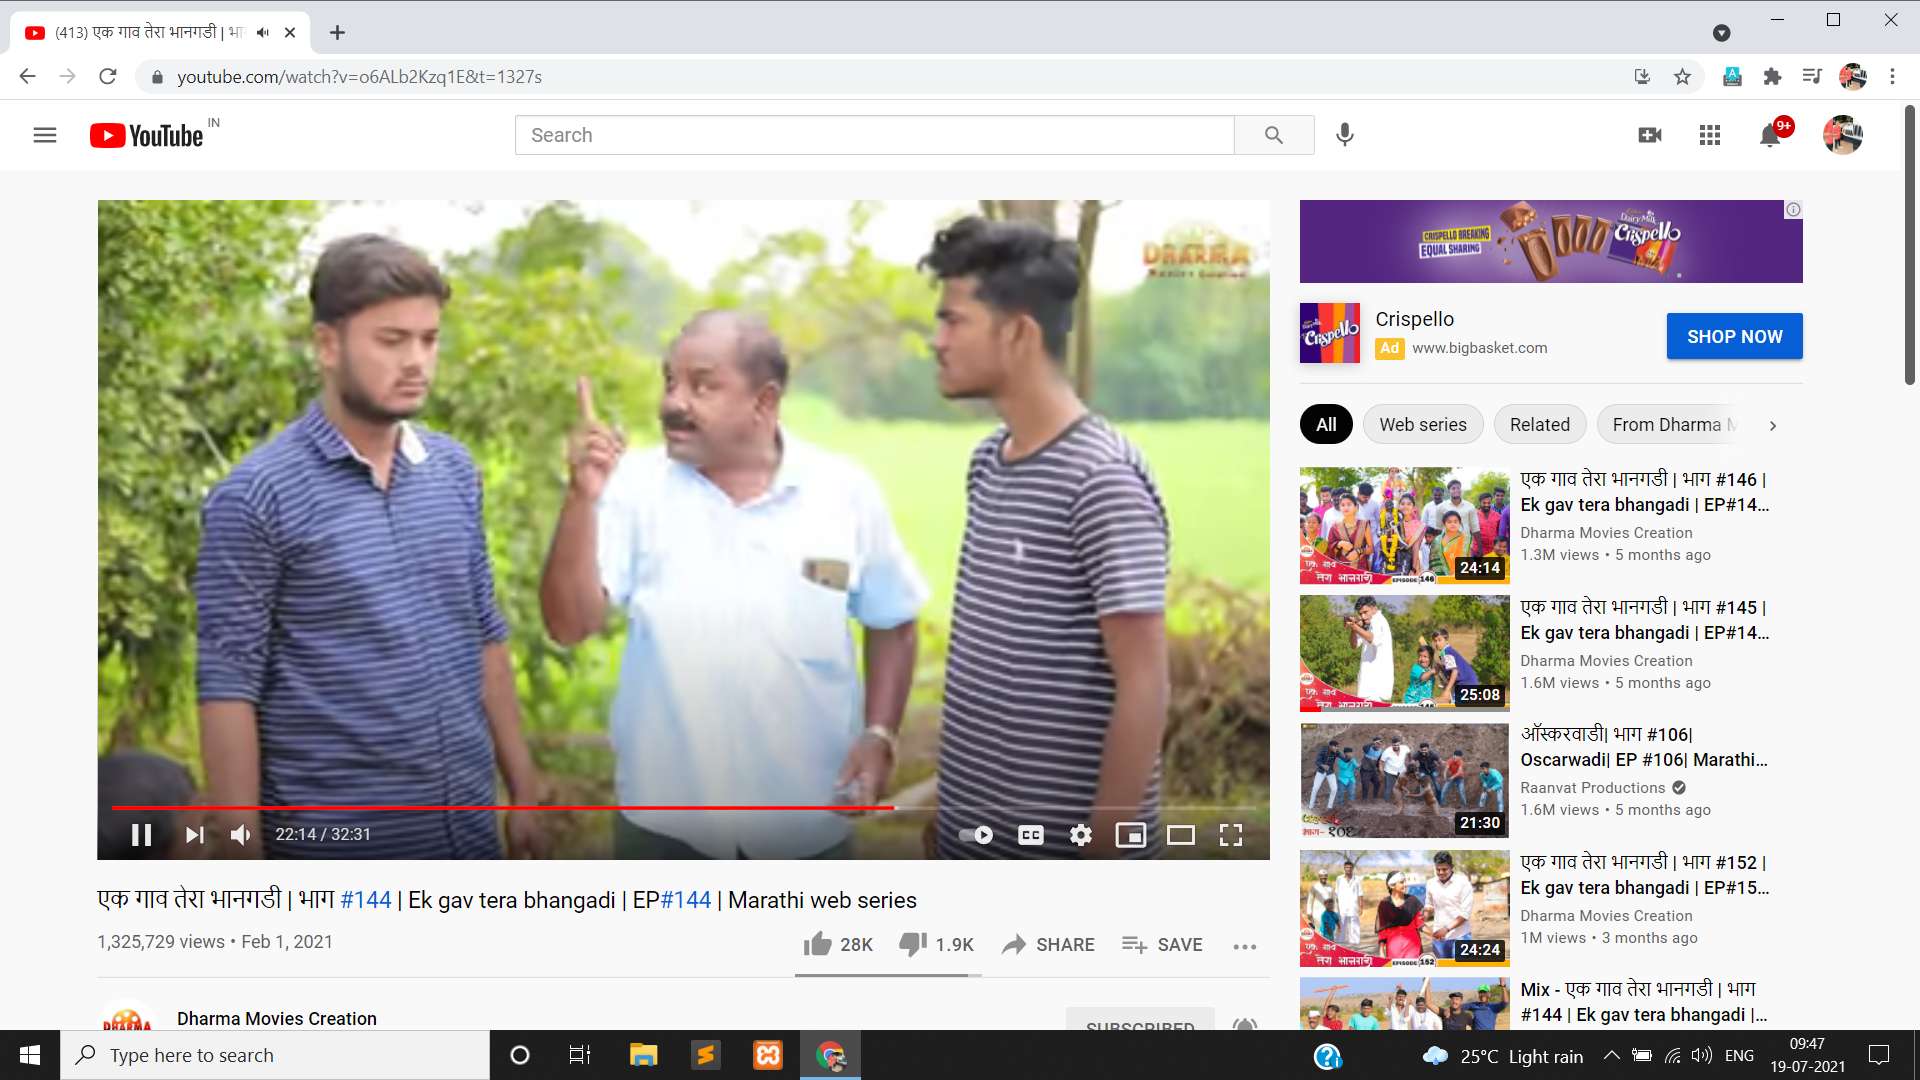 (413) एक गाव तेरा भानगडी | भा
youtube.com/watch?v=o6ALb2Kzq1E&t=1327s
YouTube IN
Search
9+
DHARMA
CRISPELLO BREAKING
EQUAL SHARING
Dairy Milk
Crispello
Crispello
Crispello
Ad www.bigbasket.com
SHOP NOW
All Web series Related From Dharma M
एक गाव तेरा भानगडी | भाग #146 |
Ek gav tera bhangadi | EP#14...
Dharma Movies Creation
1.3M views • 5 months ago
EPISODE 146
24:14
एक गाव तेरा भानगडी | भाग #145 |
Ek gav tera bhangadi | EP#14...
Dharma Movies Creation
1.6M views • 5 months ago
25:08
ऑस्करवाडी| भाग #106|
Oscarwadi| EP #106| Marathi...
Raanvat Productions
1.6M views • 5 months ago
भाग- १०६
21:30
एक गाव तेरा भानगडी | भाग #152 |
Ek gav tera bhangadi | EP#15...
Dharma Movies Creation
1M views • 3 months ago
EPISODE 152
24:24
Mix - एक गाव तेरा भानगडी | भाग
#144 | Ek gav tera bhangadi |...
22:14 / 32:31
CC
एक गाव तेरा भानगडी | भाग #144 | Ek gav tera bhangadi | EP#144 | Marathi web series
1,325,729 views • Feb 1, 2021
28K 1.9K SHARE SAVE
DHARMA
Dharma Movies Creation
SUBSCRIBED
Type here to search
25°C Light rain
ENG
09:47
19-07-2021